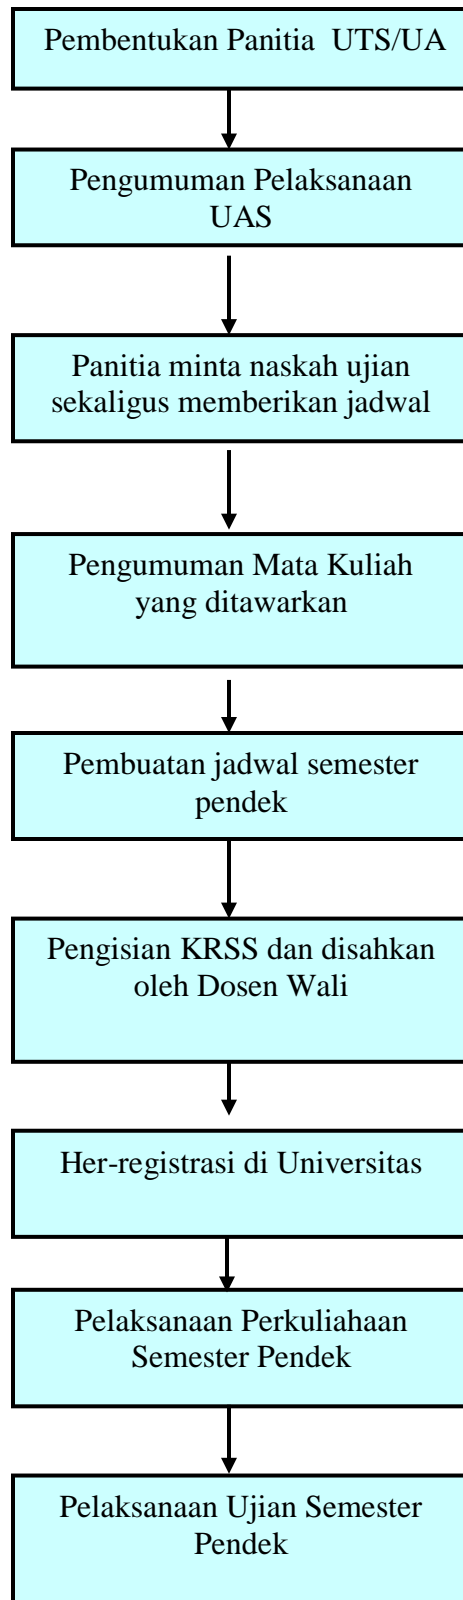 Pembentukan Panitia UTS/UA
Pengumuman Pelaksanaan
UAS
Panitia minta naskah ujian
sekaligus memberikan jadwal
Pengumuman Mata Kuliah
yang ditawarkan
Pembuatan jadwal semester
pendek
Pengisian KRSS dan disahkan
oleh Dosen Wali
Her-registrasi di Universitas
Pelaksanaan Perkuliahaan
Semester Pendek
Pelaksanaan Ujian Semester
Pendek